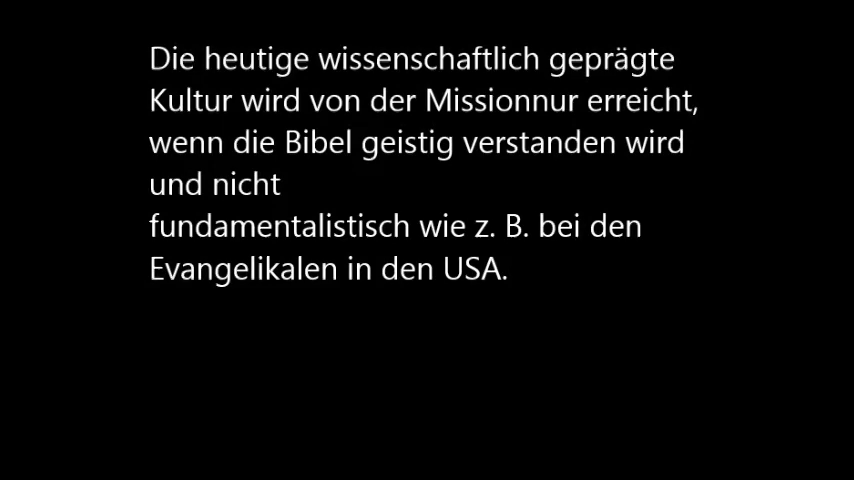 Die heutige wissenschaftlich geprägte
Kultur wird von der Missionnur erreicht,
wenn die Bibel geistig verstanden wird
und nicht
fundamentalistisch wie z. B. bei den
Evangelikalen in den USA.